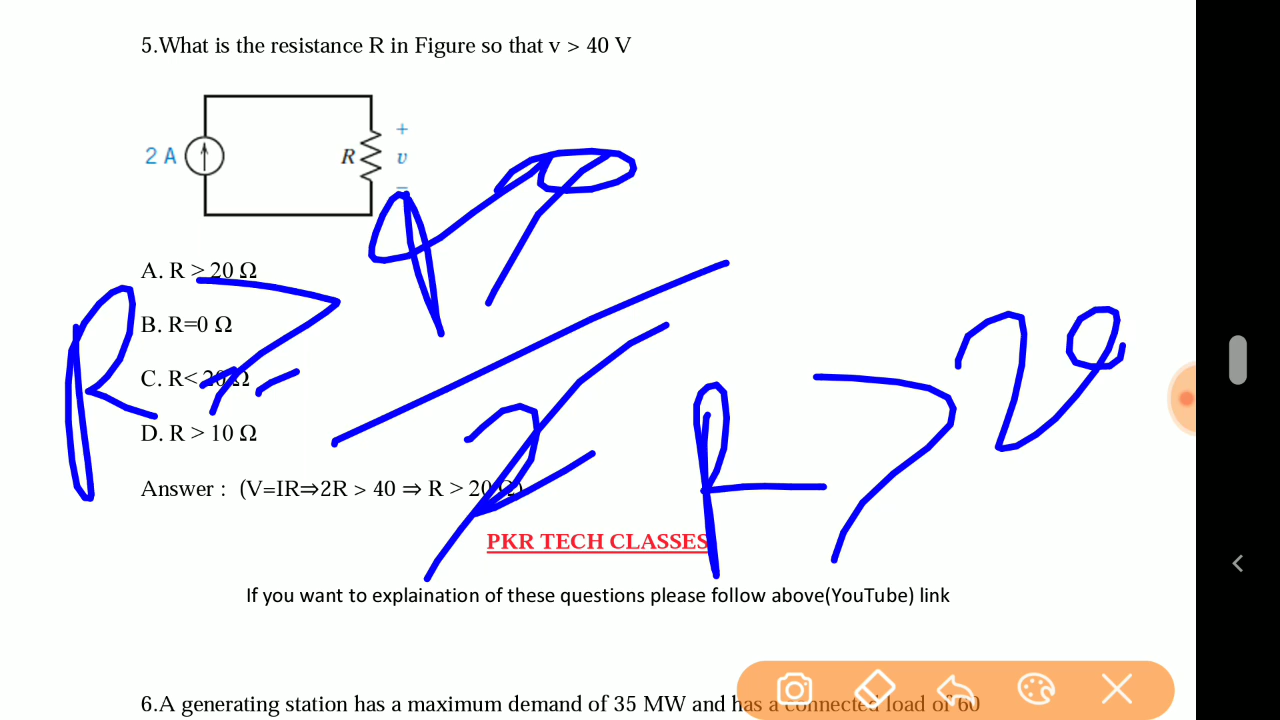 5.What is the resistance R in Figure so that v > 40 V
+
2 A R v
−
40
A. R > 20 Ω
B. R=0 Ω
R >
C. R< 20 Ω
2
R > 20
D. R > 10 Ω
Answer : (V=IR⇒2R > 40 ⇒ R > 20 Ω)
PKR TECH CLASSES
If you want to explaination of these questions please follow above(YouTube) link
6.A generating station has a maximum demand of 35 MW and has a connected load of 60